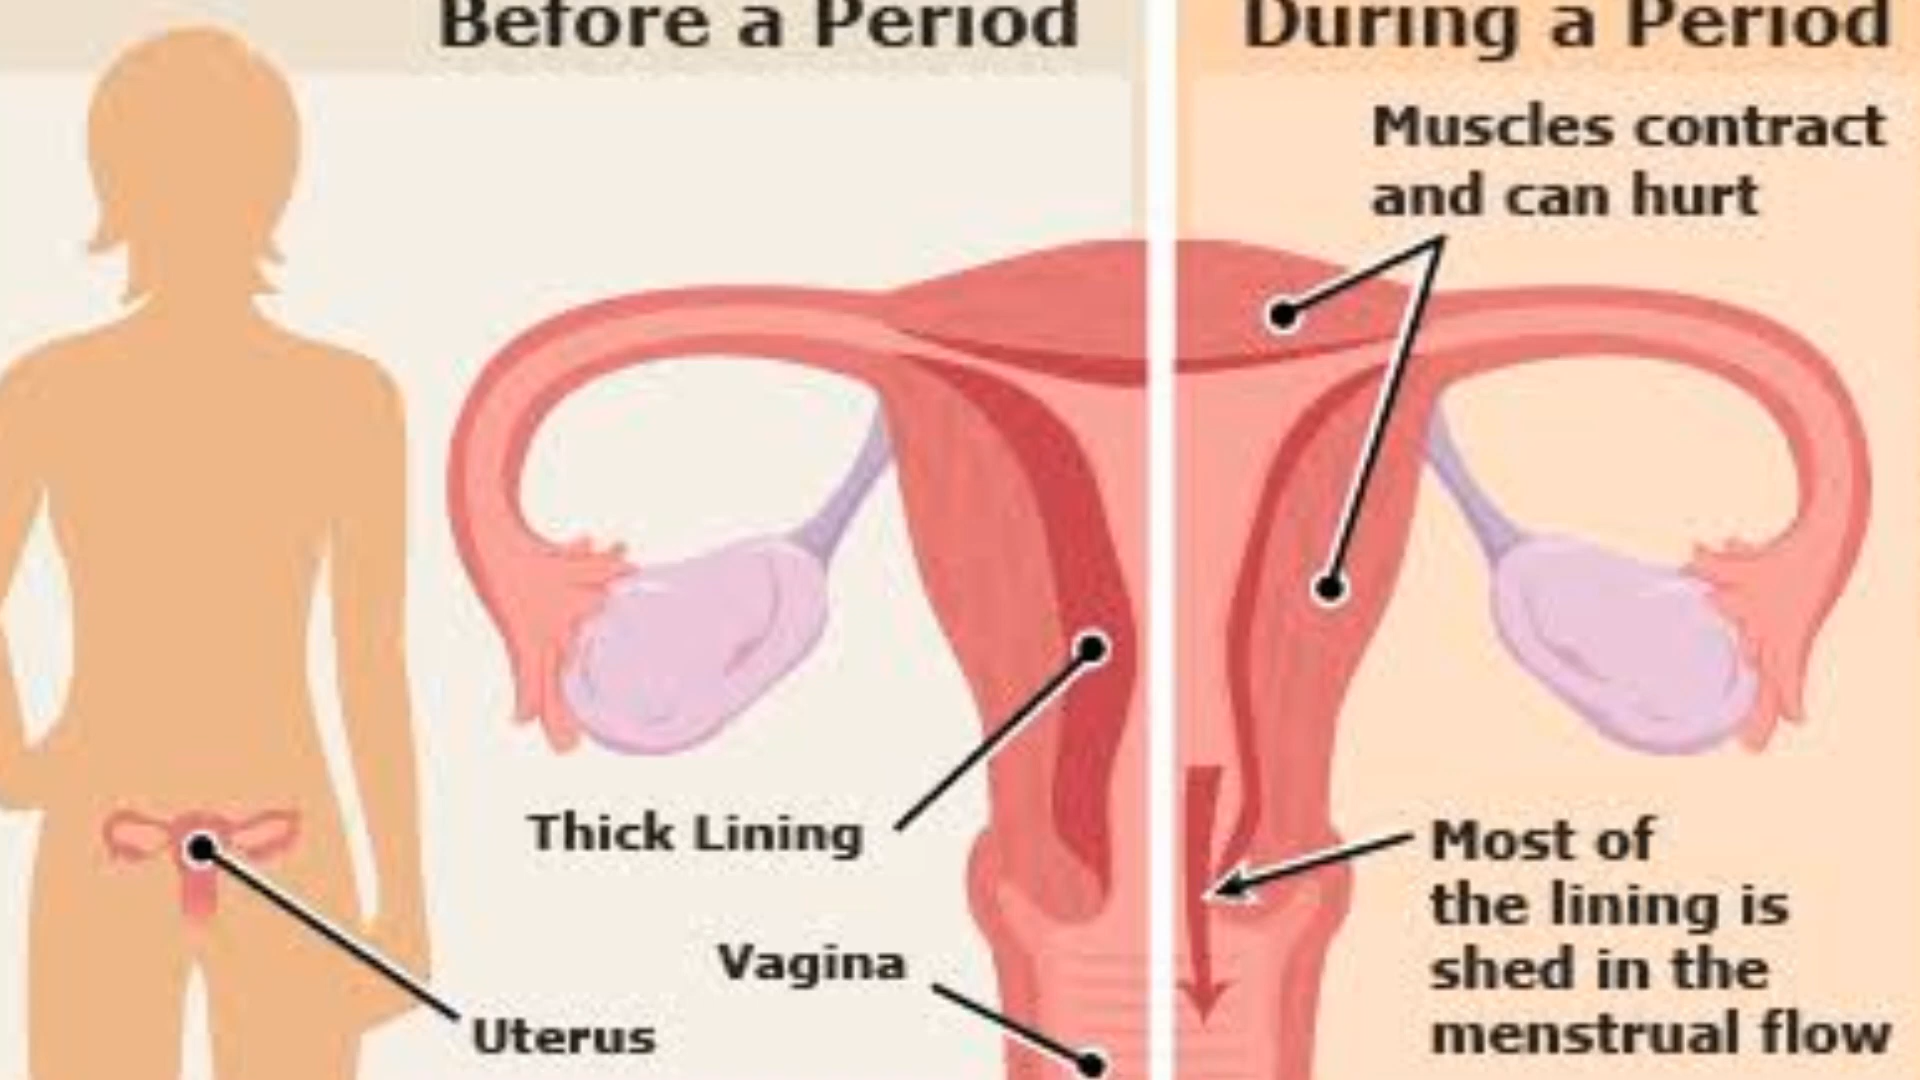 Before a Period
During a Period
Muscles contract
and can hurt
Thick Lining
Vagina
Uterus
Most of
the lining is
shed in the
menstrual flow